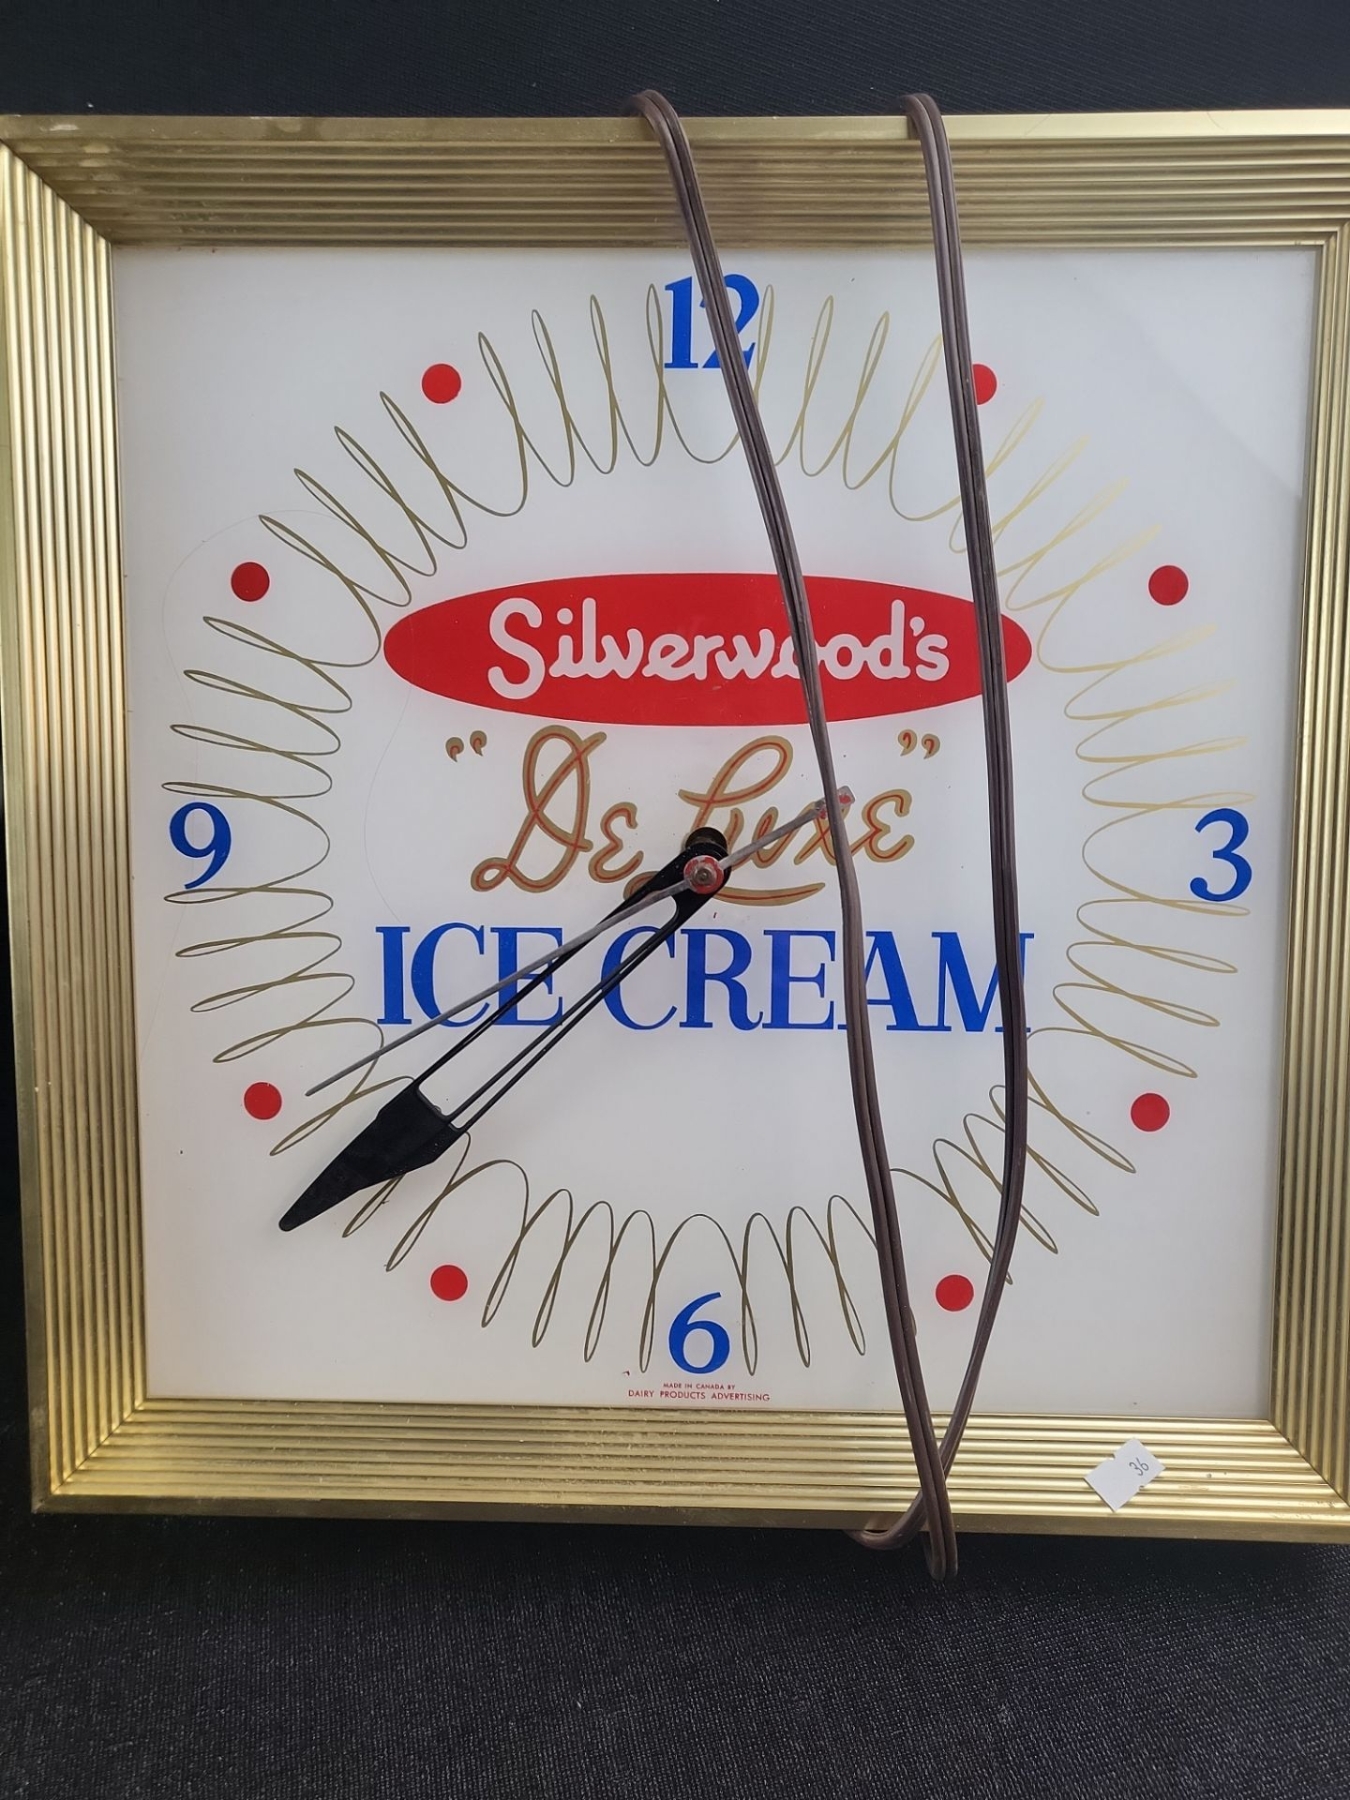 12
Silverwood's
"De Luxe"
9
3
ICE CREAM
6
MADE IN CANADA BY
DAIRY PRODUCTS ADVERTISING
36